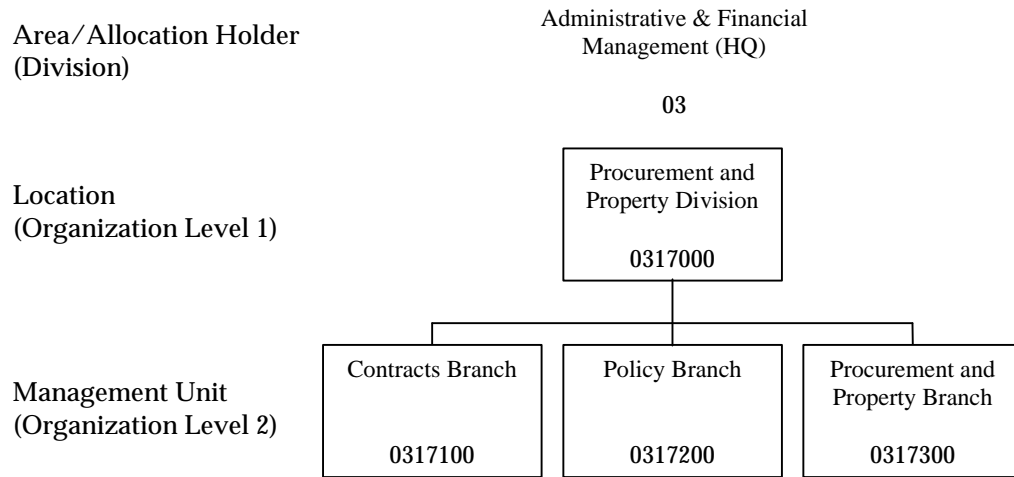 Area/Allocation Holder
(Division)
Administrative & Financial
Management (HQ)
03
Location
(Organization Level 1)
Procurement and
Property Division
0317000
Management Unit
(Organization Level 2)
Contracts Branch
0317100
Policy Branch
0317200
Procurement and
Property Branch
0317300